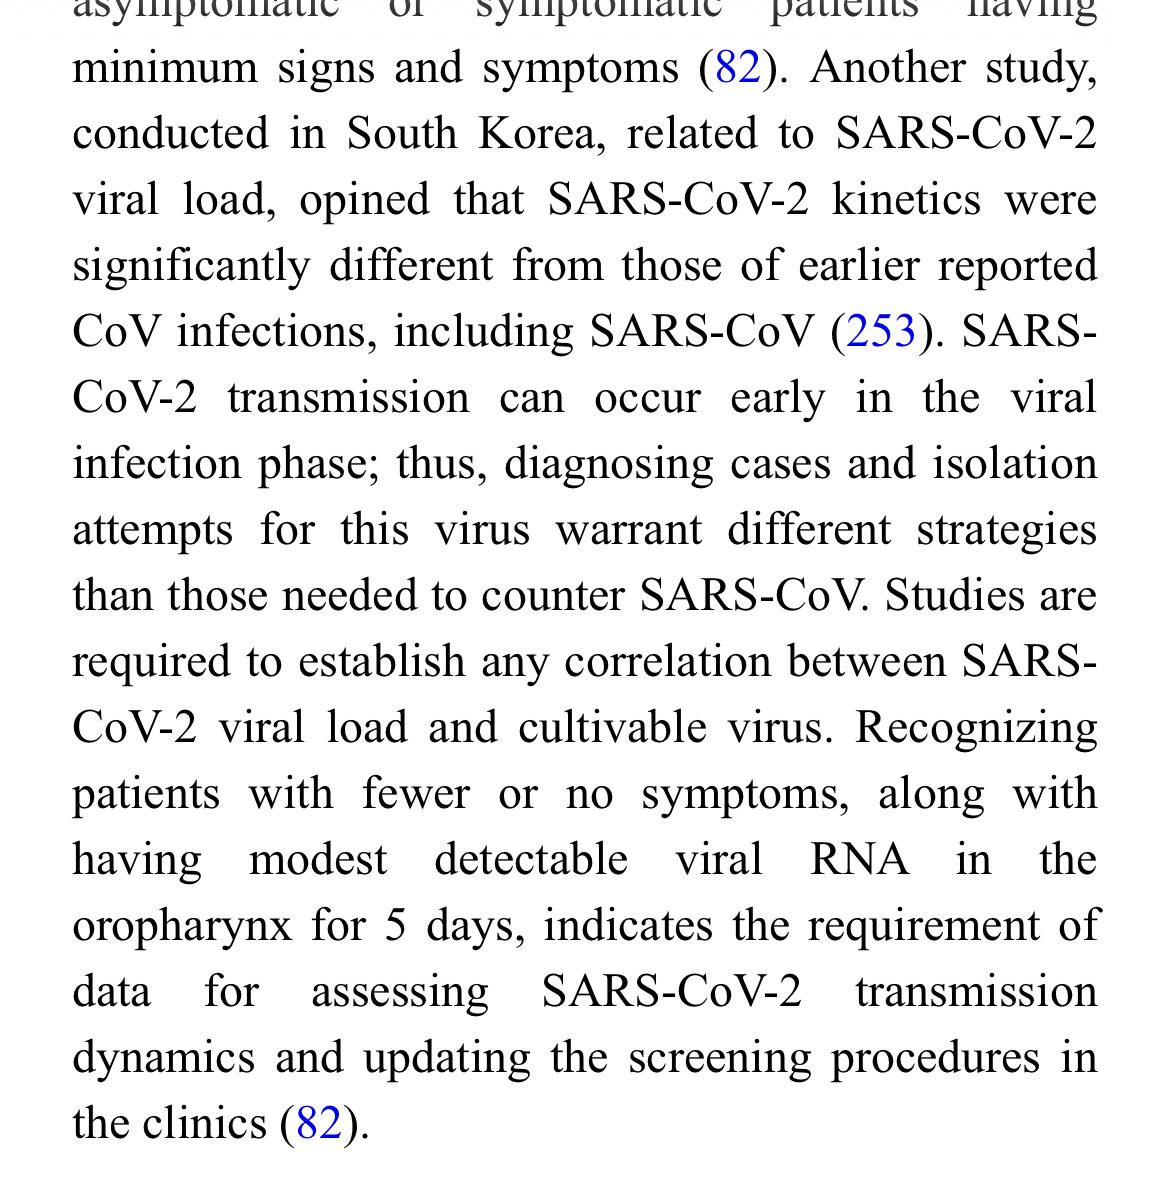 asymptomatic or symptomatic patients having
minimum signs and symptoms (82). Another study,
conducted in South Korea, related to SARS-CoV-2
viral load, opined that SARS-CoV-2 kinetics were
significantly different from those of earlier reported
CoV infections, including SARS-CoV (253). SARS-
CoV-2 transmission can occur early in the viral
infection phase; thus, diagnosing cases and isolation
attempts for this virus warrant different strategies
than those needed to counter SARS-CoV. Studies are
required to establish any correlation between SARS-
CoV-2 viral load and cultivable virus. Recognizing
patients with fewer or no symptoms, along with
having modest detectable viral RNA in the
oropharynx for 5 days, indicates the requirement of
data for assessing SARS-CoV-2 transmission
dynamics and updating the screening procedures in
the clinics (82).